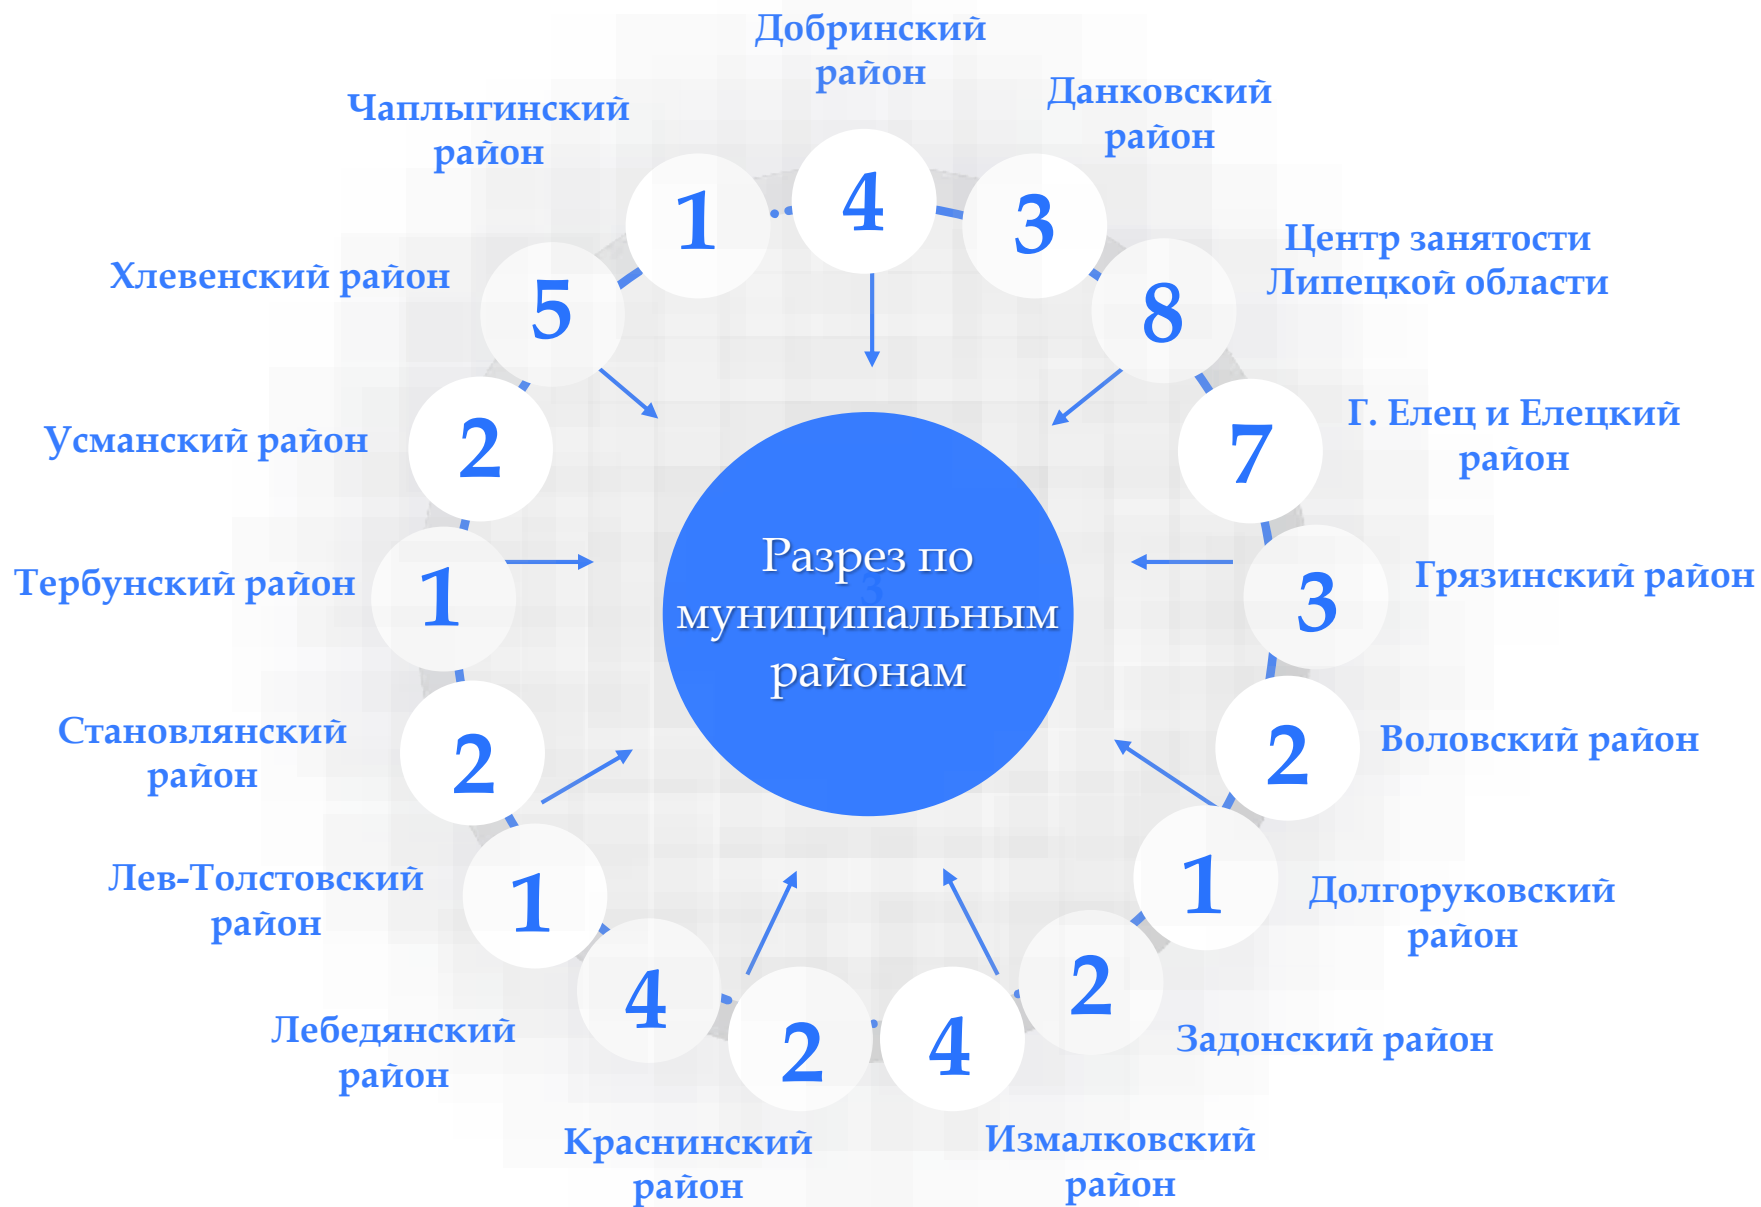 Добринский
район
4
Данковский
район
3
Центр занятости
Липецкой области
8
Г. Елец и Елецкий
район
7
Грязинский район
3
Воловский район
2
Долгоруковский
район
1
Задонский район
2
Измалковский
район
4
Краснинский
район
2
Лебедянский
район
4
Лев-Толстовский
район
1
Становлянский
район
2
Тербунский район
1
Усманский район
2
Хлевенский район
5
Чаплыгинский
район
1
Разрез по
3
муниципальным
районам